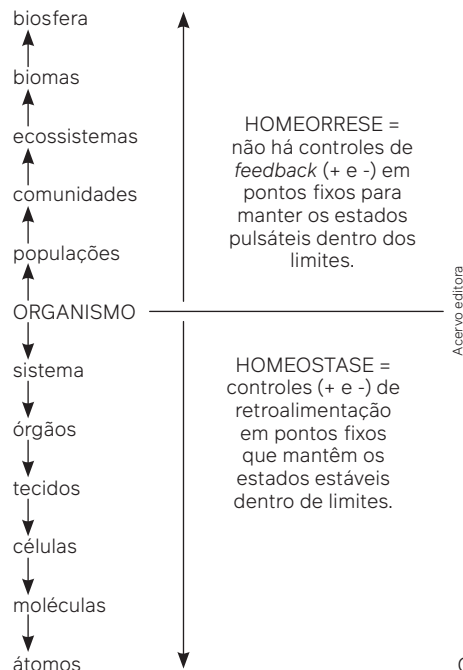 biosfera
biomas
ecossistemas
comunidades
populações
ORGANISMO
sistema
órgãos
tecidos
células
moléculas
átomos
HOMEORRESE =
não há controles de
feedback (+ e -) em
pontos fixos para
manter os estados
pulsáteis dentro dos
limites.
HOMEOSTASE =
controles (+ e -) de
retroalimentação
em pontos fixos
que mantêm os
estados estáveis
dentro de limites.
Acervo editora